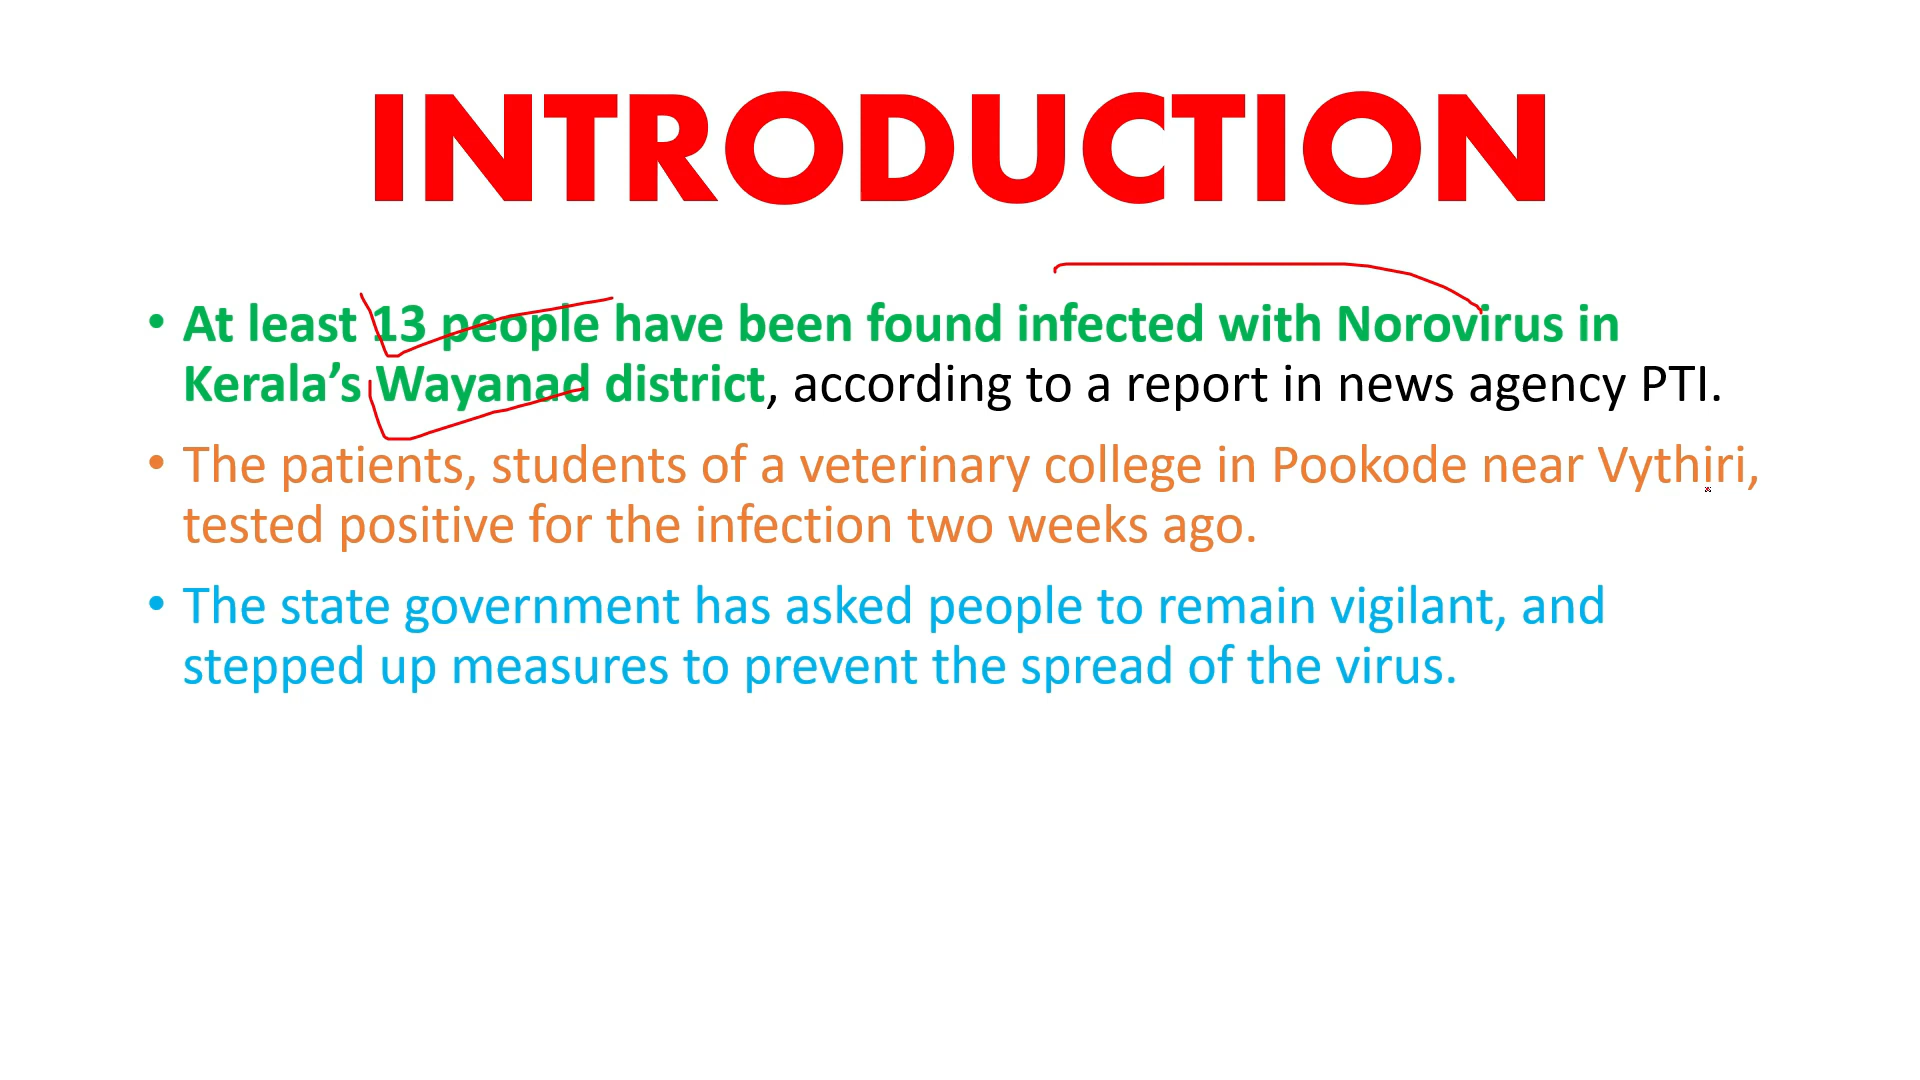 INTRODUCTION
• At least 13 people have been found infected with Norovirus in
Kerala’s Wayanad district, according to a report in news agency PTI.
• The patients, students of a veterinary college in Pookode near Vythiri,
tested positive for the infection two weeks ago.
• The state government has asked people to remain vigilant, and
stepped up measures to prevent the spread of the virus.